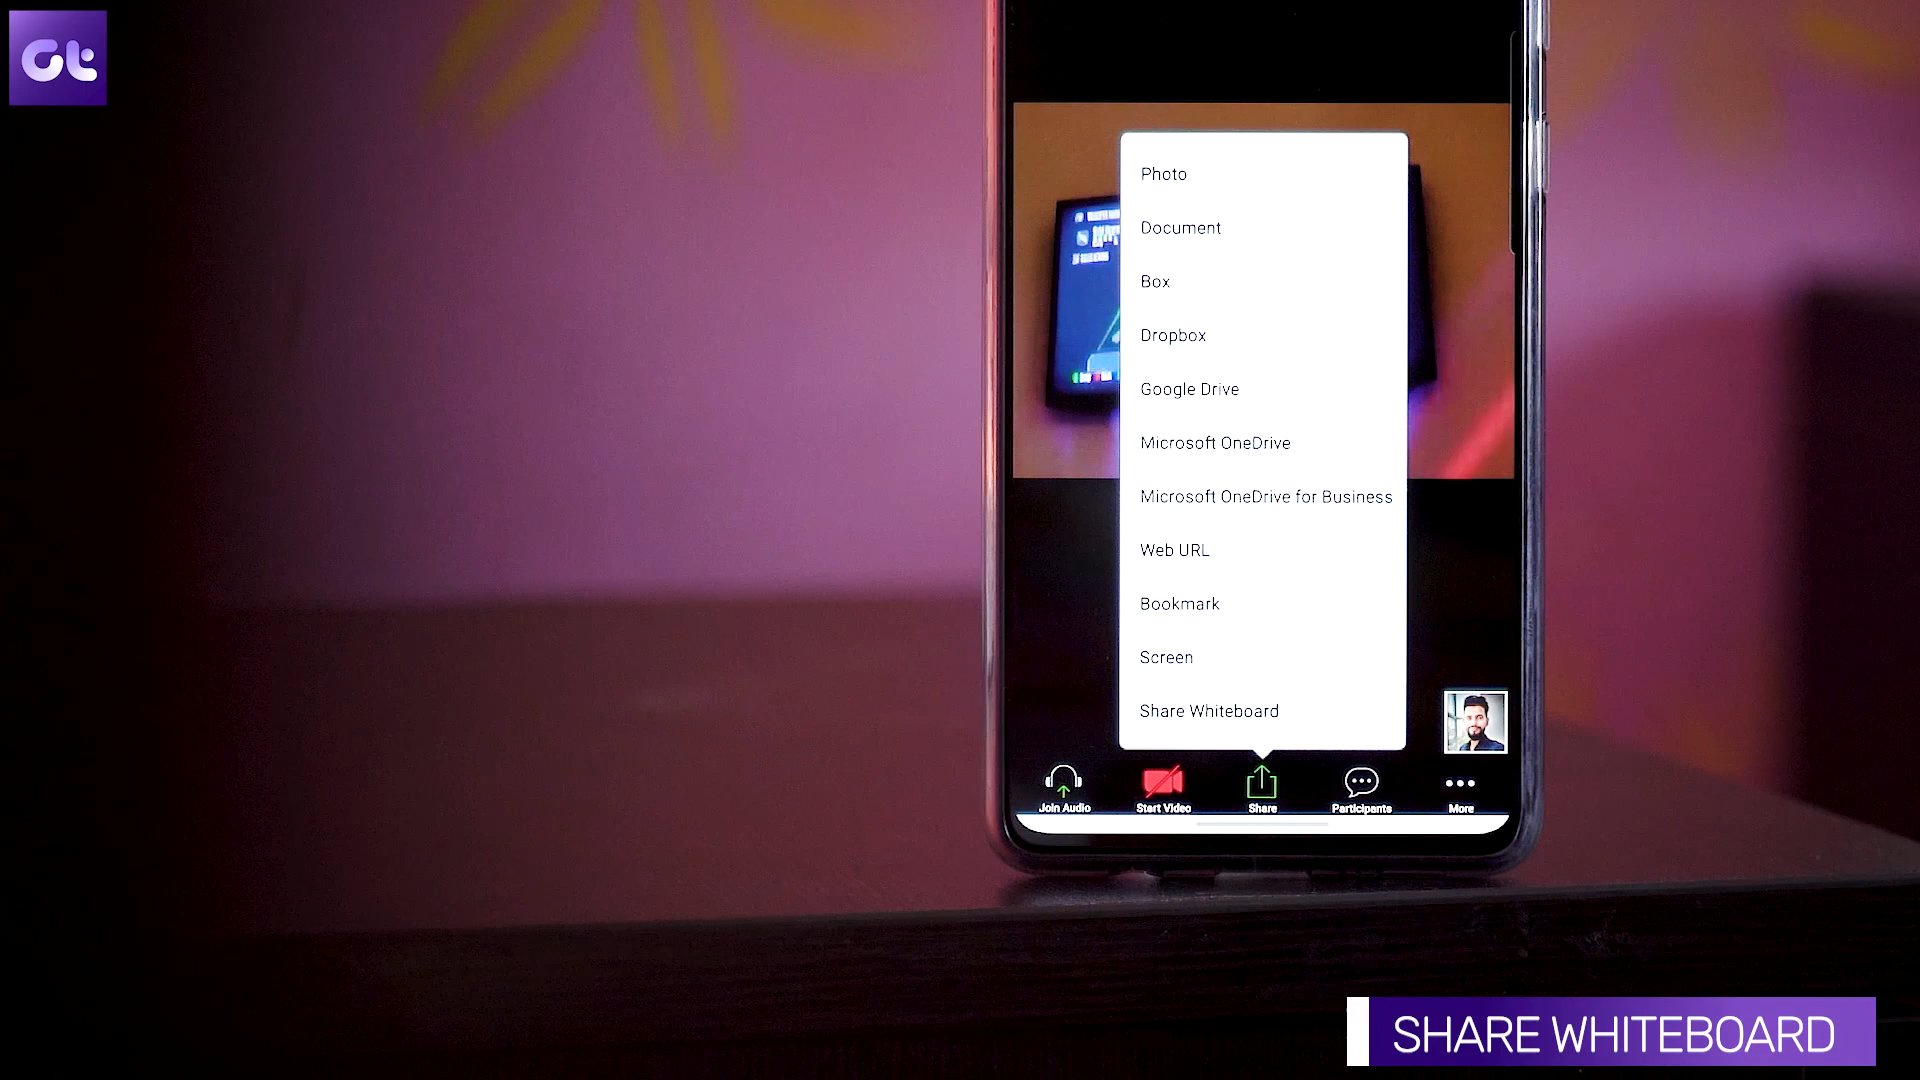 Gt
Photo
Document
Box
Dropbox
Google Drive
Microsoft OneDrive
Microsoft OneDrive for Business
Web URL
Bookmark
Screen
Share Whiteboard
Join Audio
Start Video
Share
Participants
More
SHARE WHITEBOARD